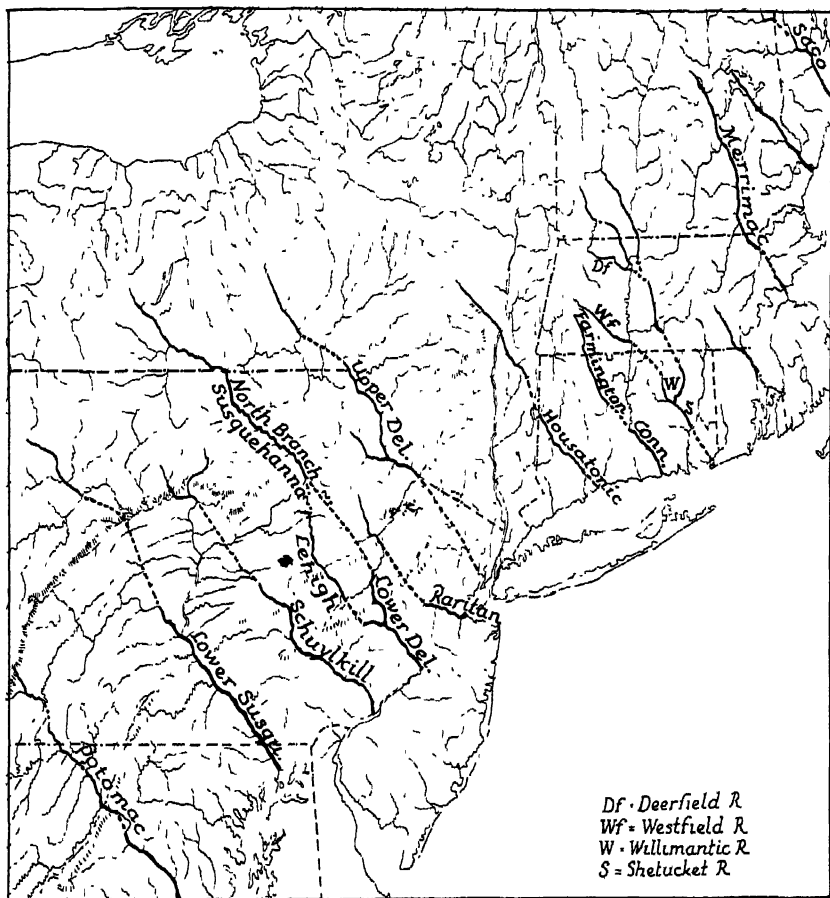 Saco
Merrimac
Df
Wf
Farmington
Conn.
W
S
Housatonic
Upper Del
North Branch
Susquehanna
Lehigh
Lower Del.
Raritan
Schuylkill
Lower Susqu.
Potomac
Df · Deerfield R
Wf = Westfield R
W · Willimantic R
S = Shetucket R